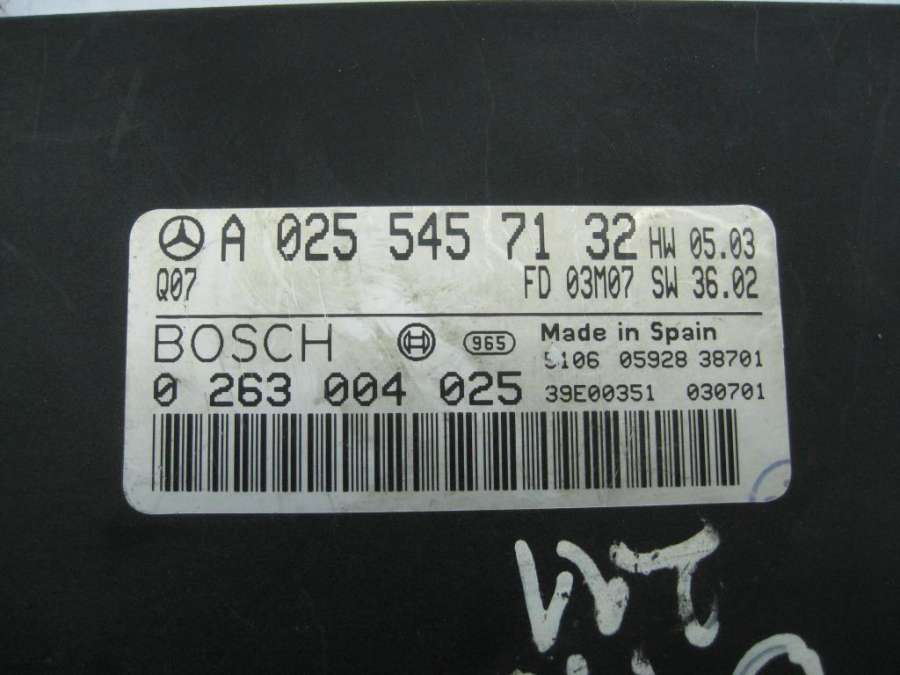 A 025 545 71 32 HW 05.03
Q07 FD 03M07 SW 36.02
BOSCH 965 Made in Spain
5106 05928 38701
0 263 004 025 39E00351 030701